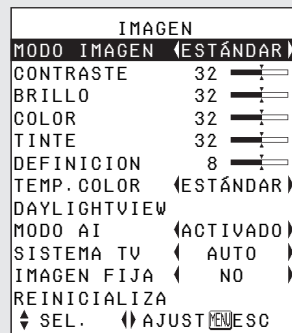 IMAGEN
MODO IMAGEN ESTÁNDAR
CONTRASTE 32
BRILLO 32
COLOR 32
TINTE 32
DEFINICION 8
TEMP.COLOR ESTÁNDAR
DAYLIGHTVIEW
MODO AI ACTIVADO
SISTEMA TV AUTO
IMAGEN FIJA NO
REINICIALIZA
SEL. AJUST MENU ESC